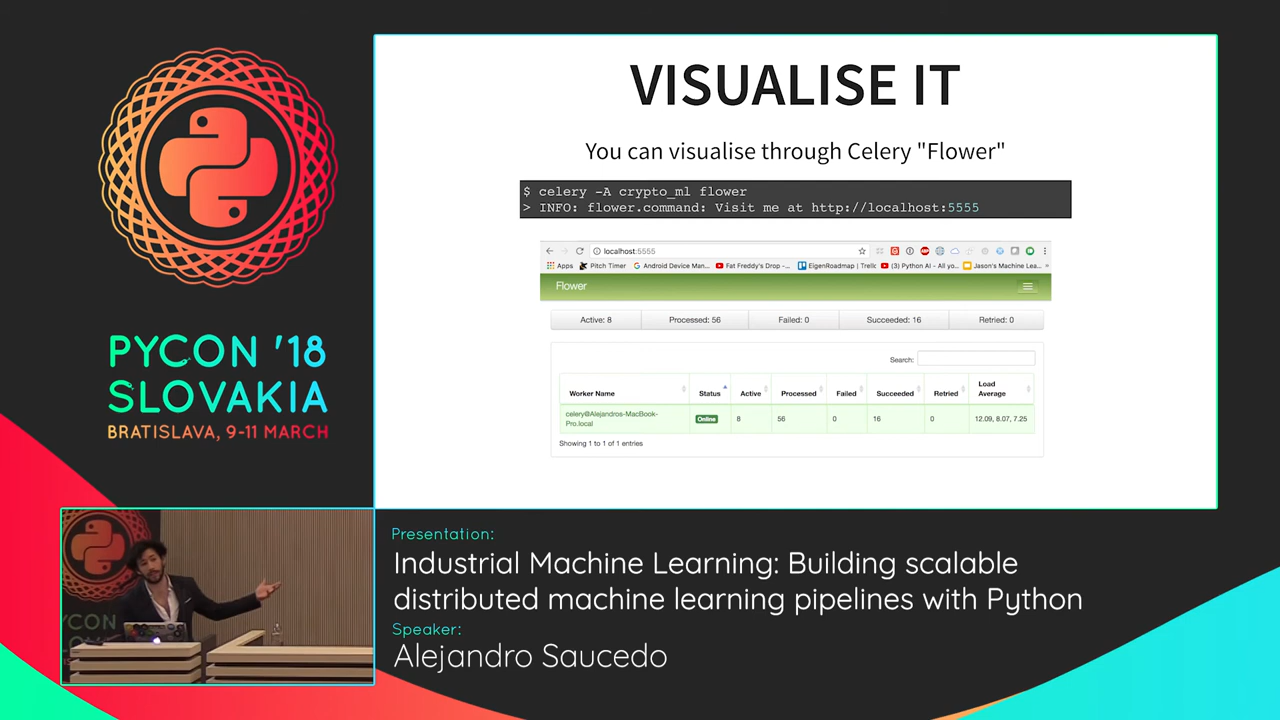 VISUALISE IT
You can visualise through Celery "Flower"
$ celery -A crypto_ml flower
> INFO: flower.command: Visit me at http://localhost:5555
localhost:5555
Apps Pitch Timer Android Device Man... Fat Freddy's Drop -... EigenRoadmap | Trello (3) Python AI - All yo Jason's Machine Lea... »
Flower
Active: 8 Processed: 56 Failed: 0 Succeeded: 16 Retried: 0
Search:
Worker Name Status Active Processed Failed Succeeded Retried Load Average
celery@Alejandros-MacBook-
Pro.local Online 8 56 0 16 0 12.09, 8.07, 7.25
Showing 1 to 1 of 1 entries
PYCON '18
SLOVAKIA
BRATISLAVA, 9-11 MARCH
YCON
Presentation:
Industrial Machine Learning: Building scalable
distributed machine learning pipelines with Python
Speaker:
Alejandro Saucedo